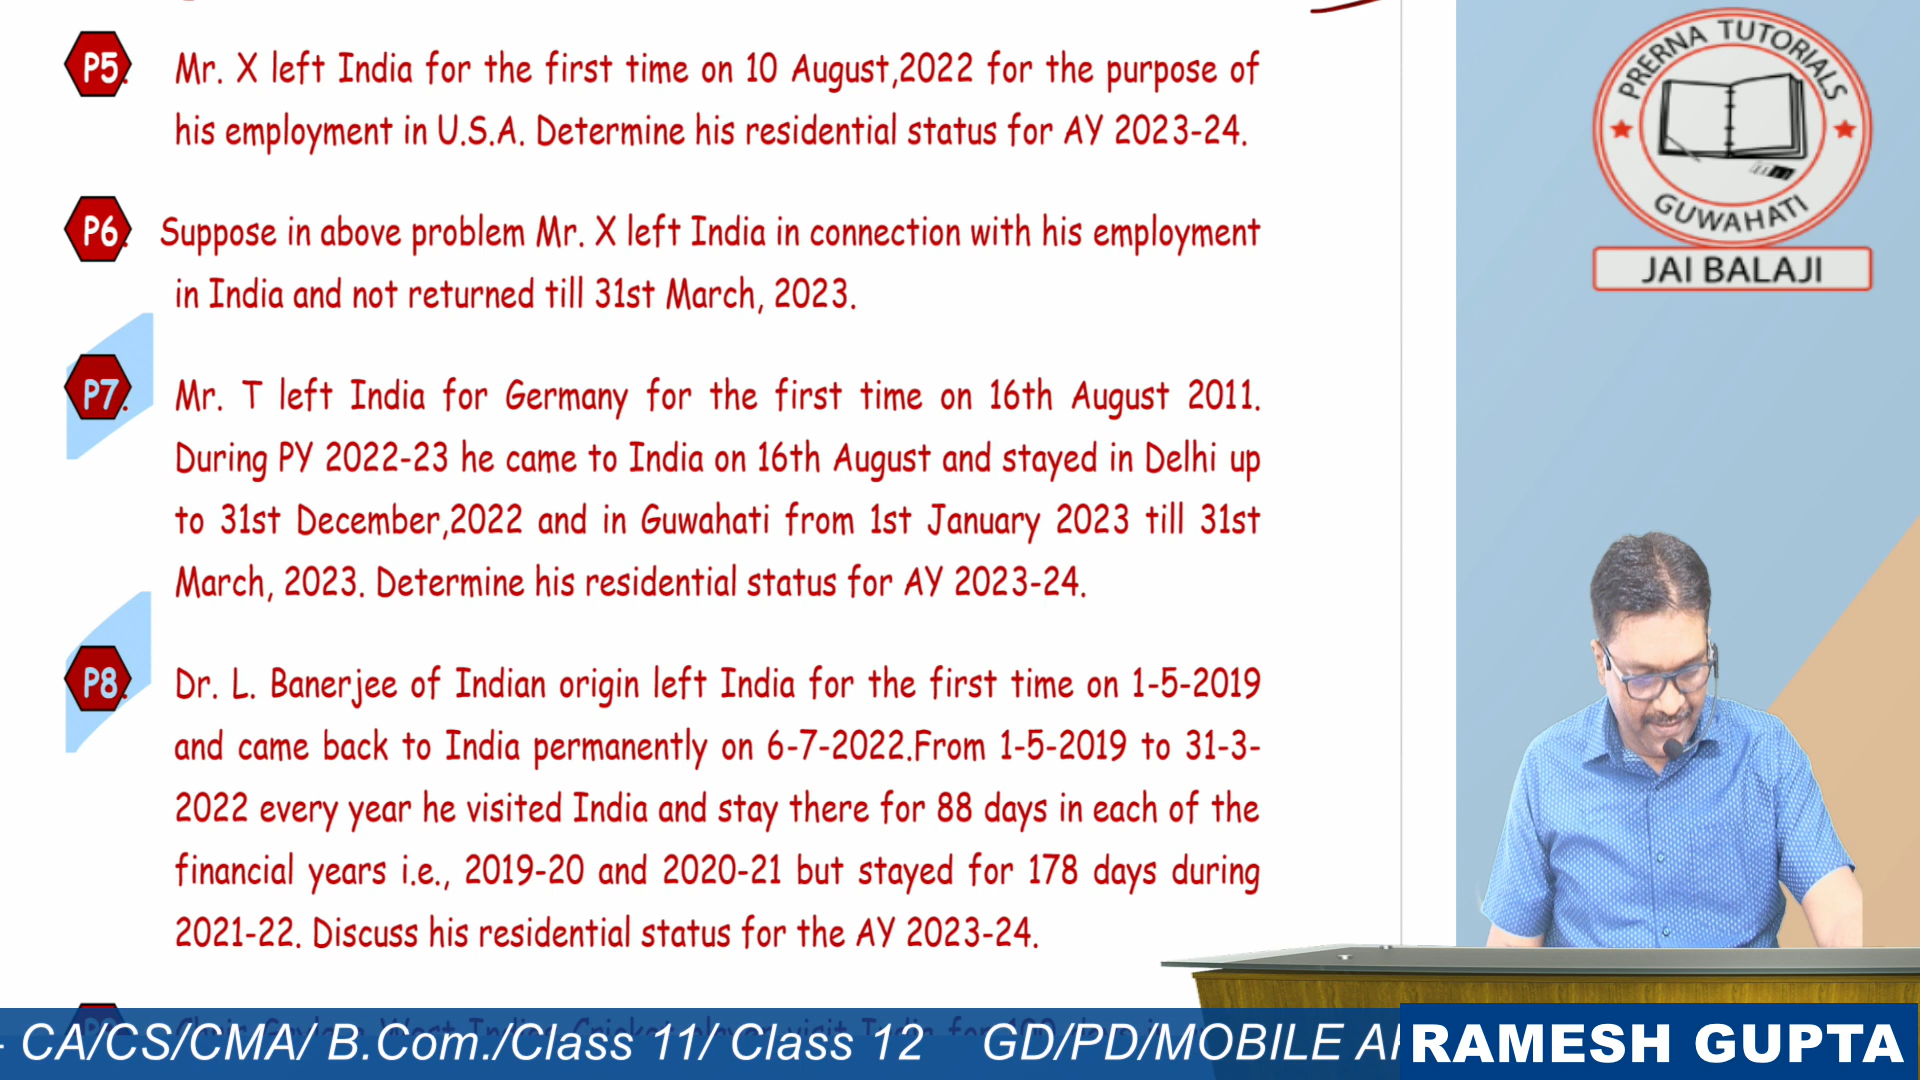 P5. Mr. X left India for the first time on 10 August,2022 for the purpose of
his employment in U.S.A. Determine his residential status for AY 2023-24.
P6. Suppose in above problem Mr. X left India in connection with his employment
in India and not returned till 31st March, 2023.
P7. Mr. T left India for Germany for the first time on 16th August 2011.
During PY 2022-23 he came to India on 16th August and stayed in Delhi up
to 31st December,2022 and in Guwahati from 1st January 2023 till 31st
March, 2023. Determine his residential status for AY 2023-24.
P8. Dr. L. Banerjee of Indian origin left India for the first time on 1-5-2019
and came back to India permanently on 6-7-2022.From 1-5-2019 to 31-3-
2022 every year he visited India and stay there for 88 days in each of the
financial years i.e., 2019-20 and 2020-21 but stayed for 178 days during
2021-22. Discuss his residential status for the AY 2023-24.
PRERNA TUTORIALS
GUWAHATI
JAI BALAJI
- CA/CS/CMA/ B.Com./Class 11/ Class 12 GD/PD/MOBILE
RAMESH GUPTA